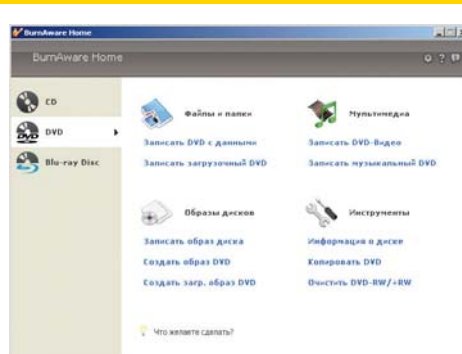 BurnAware Home
BurnAware Home
CD
DVD
Blu-ray Disc
Файлы и папки
Записать DVD с данными
Записать загрузочный DVD
Мультимедиа
Записать DVD-Видео
Записать музыкальный DVD
Образы дисков
Записать образ диска
Создать образ DVD
Создать загр. образ DVD
Инструменты
Информация о диске
Копировать DVD
Очистить DVD-RW/+RW
Что желаете сделать?